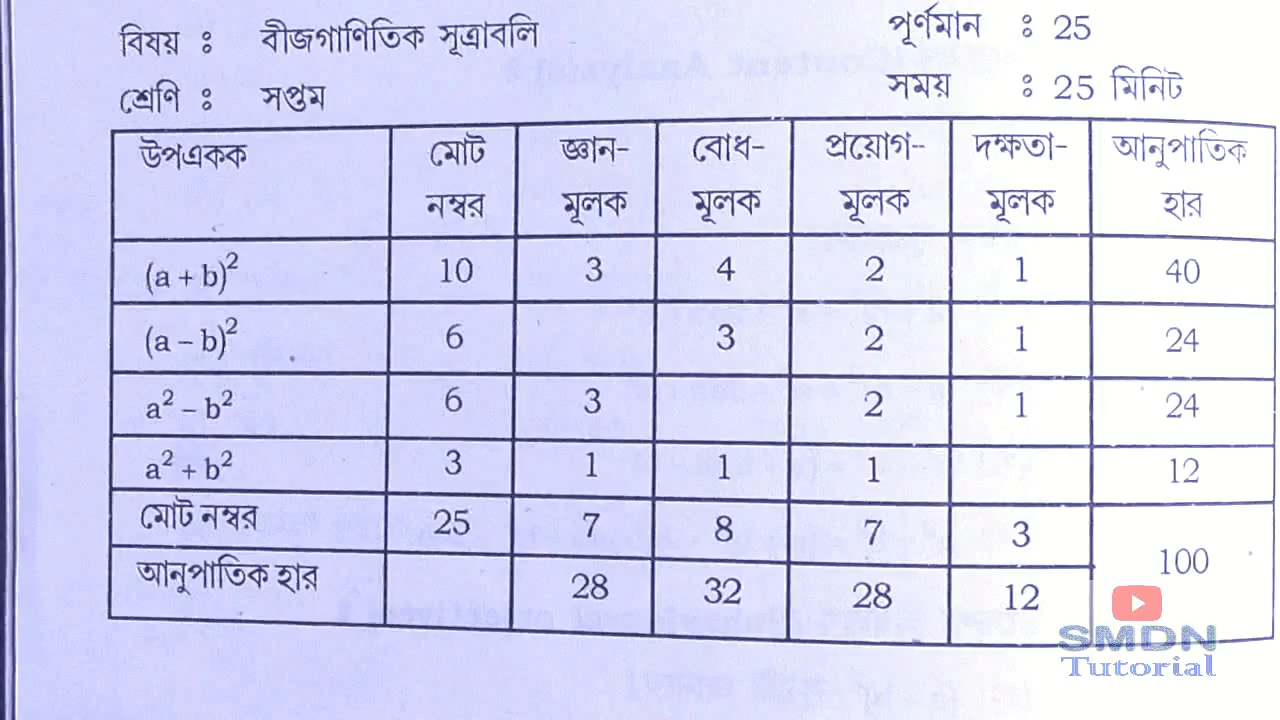 বিষয় : বীজগাণিতিক সূত্রাবলি পূর্ণমান : 25
শ্রেণি : সপ্তম সময় : 25 মিনিট
উপএকক মোট নম্বর জ্ঞান-মূলক বোধ-মূলক প্রয়োগ-মূলক দক্ষতা-মূলক আনুপাতিক হার
(a + b)² 10 3 4 2 1 40
(a – b)² 6 3 2 1 24
a² – b² 6 3 2 1 24
a² + b² 3 1 1 1 12
মোট নম্বর 25 7 8 7 3 100
আনুপাতিক হার 28 32 28 12
SMDN
Tutorial